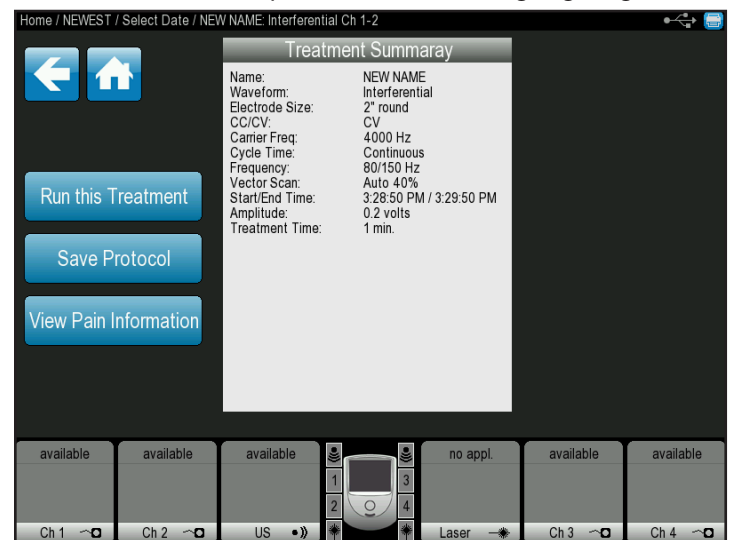 Home / NEWEST / Select Date / NEW NAME: Interferential Ch 1-2
Treatment Summaray
Name: NEW NAME
Waveform: Interferential
Electrode Size: 2" round
CC/CV: CV
Carrier Freq: 4000 Hz
Cycle Time: Continuous
Frequency: 80/150 Hz
Vector Scan: Auto 40%
Start/End Time: 3:28:50 PM / 3:29:50 PM
Amplitude: 0.2 volts
Treatment Time: 1 min.
Run this Treatment
Save Protocol
View Pain Information
available available available no appl. available available
1 3
2 4
Ch 1 Ch 2 US Laser Ch 3 Ch 4